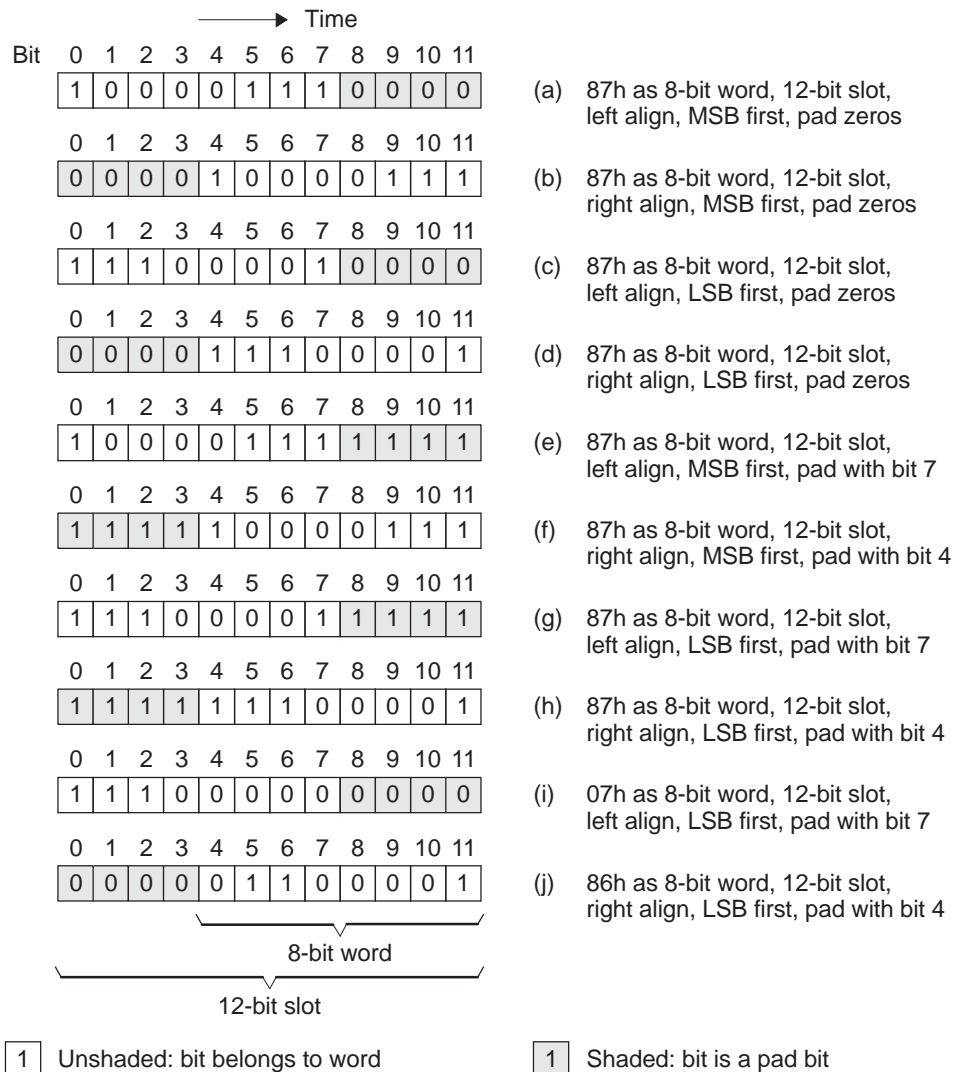 Time
Bit 0 1 2 3 4 5 6 7 8 9 10 11
1 0 0 0 0 1 1 1 0 0 0 0
(a) 87h as 8-bit word, 12-bit slot,
left align, MSB first, pad zeros
0 1 2 3 4 5 6 7 8 9 10 11
0 0 0 0 1 0 0 0 0 1 1 1
(b) 87h as 8-bit word, 12-bit slot,
right align, MSB first, pad zeros
0 1 2 3 4 5 6 7 8 9 10 11
1 1 1 0 0 0 0 1 0 0 0 0
(c) 87h as 8-bit word, 12-bit slot,
left align, LSB first, pad zeros
0 1 2 3 4 5 6 7 8 9 10 11
0 0 0 0 1 1 1 0 0 0 0 1
(d) 87h as 8-bit word, 12-bit slot,
right align, LSB first, pad zeros
0 1 2 3 4 5 6 7 8 9 10 11
1 0 0 0 0 1 1 1 1 1 1 1
(e) 87h as 8-bit word, 12-bit slot,
left align, MSB first, pad with bit 7
0 1 2 3 4 5 6 7 8 9 10 11
1 1 1 1 1 0 0 0 0 1 1 1
(f) 87h as 8-bit word, 12-bit slot,
right align, MSB first, pad with bit 4
0 1 2 3 4 5 6 7 8 9 10 11
1 1 1 0 0 0 0 1 1 1 1 1
(g) 87h as 8-bit word, 12-bit slot,
left align, LSB first, pad with bit 7
0 1 2 3 4 5 6 7 8 9 10 11
1 1 1 1 1 1 1 0 0 0 0 1
(h) 87h as 8-bit word, 12-bit slot,
right align, LSB first, pad with bit 4
0 1 2 3 4 5 6 7 8 9 10 11
1 1 1 0 0 0 0 0 0 0 0 0
(i) 07h as 8-bit word, 12-bit slot,
left align, LSB first, pad with bit 7
0 1 2 3 4 5 6 7 8 9 10 11
0 0 0 0 0 1 1 0 0 0 0 1
(j) 86h as 8-bit word, 12-bit slot,
right align, LSB first, pad with bit 4
8-bit word
12-bit slot
1 Unshaded: bit belongs to word
1 Shaded: bit is a pad bit